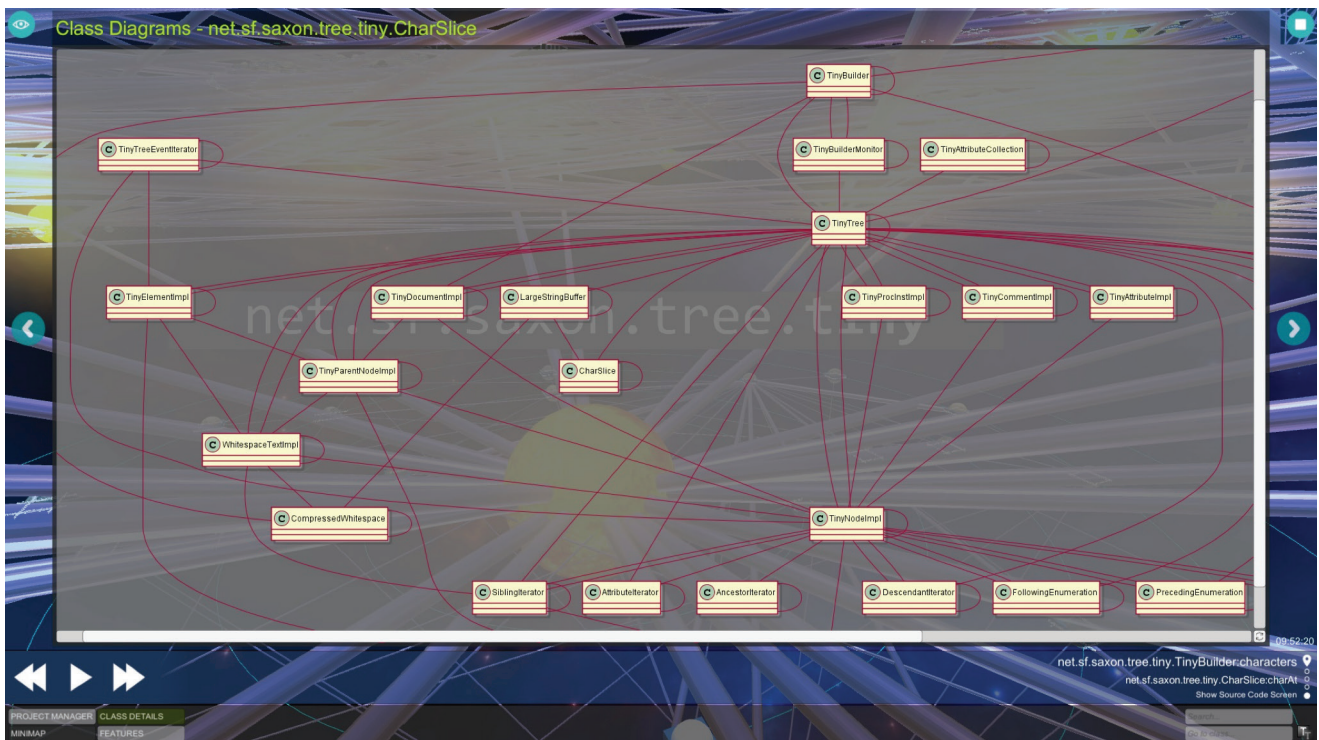 Class Diagrams - net.sf.saxon.tree.tiny.CharSlice
C TinyBuilder
C TinyTreeEventIterator
C TinyBuilderMonitor
C TinyAttributeCollection
C TinyTree
C TinyElementImpl
C TinyDocumentImpl
C LargeStringBuffer
C TinyProcInstImpl
C TinyCommentImpl
C TinyAttributeImpl
net.sf.saxon.tree.tiny
C TinyParentNodeImpl
C CharSlice
C WhitespaceTextImpl
C CompressedWhitespace
C TinyNodeImpl
C SiblingIterator
C AttributeIterator
C AncestorIterator
C DescendantIterator
C FollowingEnumeration
C PrecedingEnumeration
09:52:20
net.sf.saxon.tree.tiny.TinyBuilder:characters
net.sf.saxon.tree.tiny.CharSlice:charAt
Show Source Code Screen
PROJECT MANAGER
CLASS DETAILS
Search...
MINIMAP
FEATURES
TT